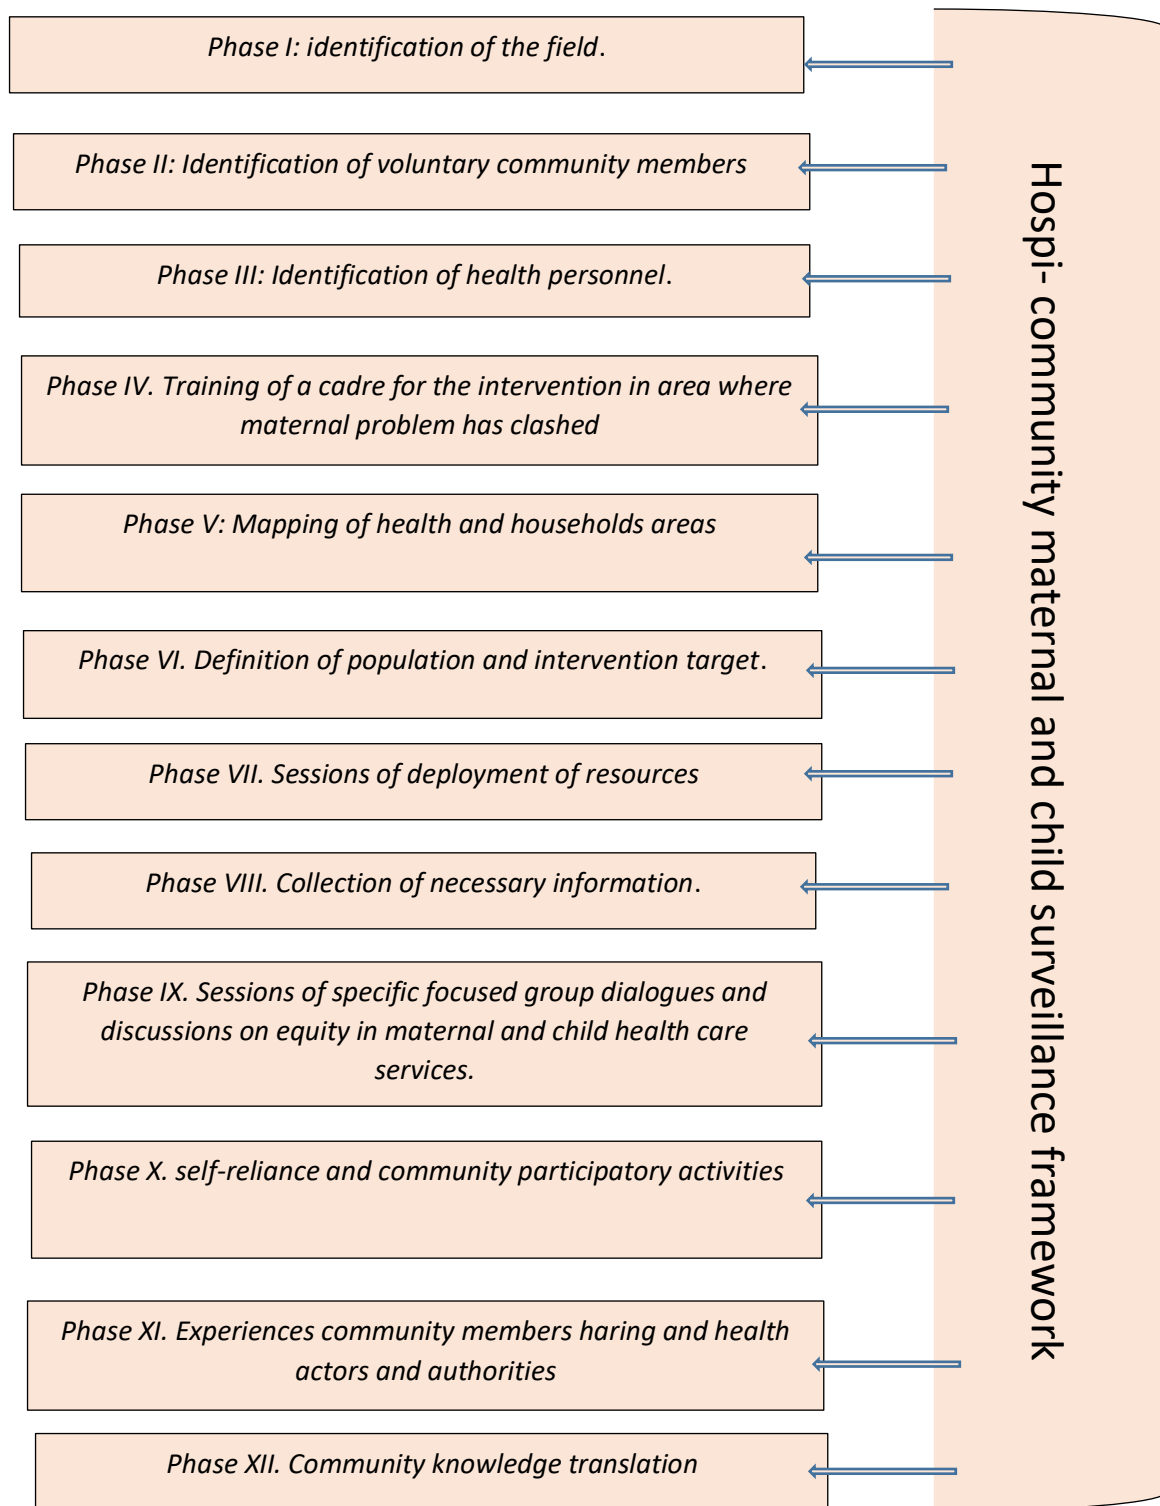 Phase I: identification of the field.
Phase II: Identification of voluntary community members
Phase III: Identification of health personnel.
Phase IV. Training of a cadre for the intervention in area where
maternal problem has clashed
Phase V: Mapping of health and households areas
Phase VI. Definition of population and intervention target.
Phase VII. Sessions of deployment of resources
Phase VIII. Collection of necessary information.
Phase IX. Sessions of specific focused group dialogues and
discussions on equity in maternal and child health care
services.
Phase X. self-reliance and community participatory activities
Phase XI. Experiences community members haring and health
actors and authorities
Phase XII. Community knowledge translation
Hospi- community maternal and child surveillance framework